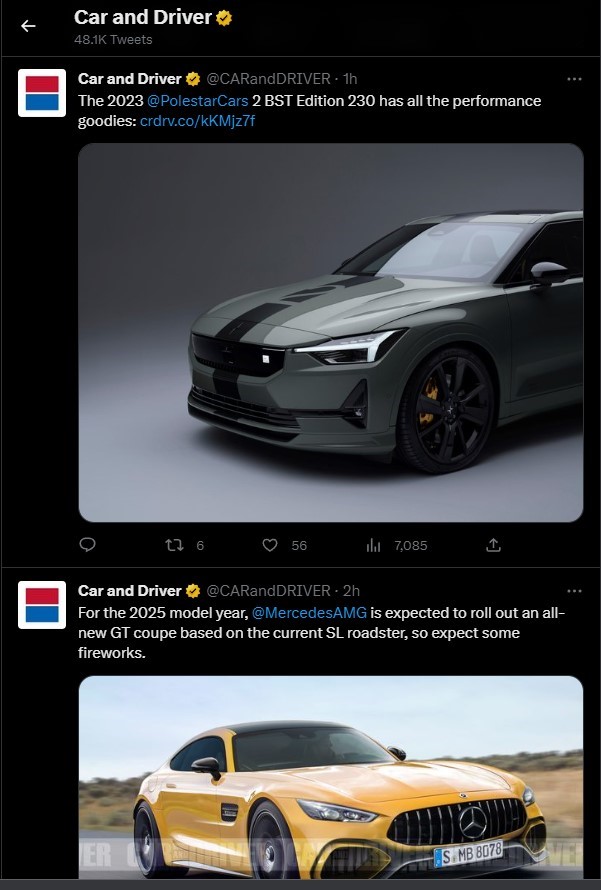 Car and Driver
48.1K Tweets
Car and Driver @CARandDRIVER · 1h
The 2023 @PolestarCars 2 BST Edition 230 has all the performance
goodies: crdrv.co/kKMjz7f
6 56 7,085
Car and Driver @CARandDRIVER · 2h
For the 2025 model year, @MercedesAMG is expected to roll out an all-
new GT coupe based on the current SL roadster, so expect some
fireworks.
S MB 8078